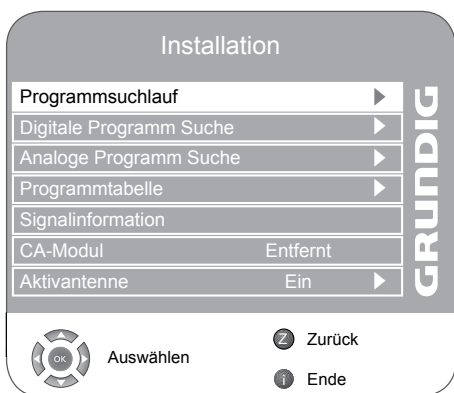 Installation
Programmsuchlauf
Digitale Programm Suche
Analoge Programm Suche
Programmtabelle
Signalinformation
CA-Modul Entfernt
Aktivantenne Ein
GRUNDIG
OK Auswählen
Z Zurück
i Ende